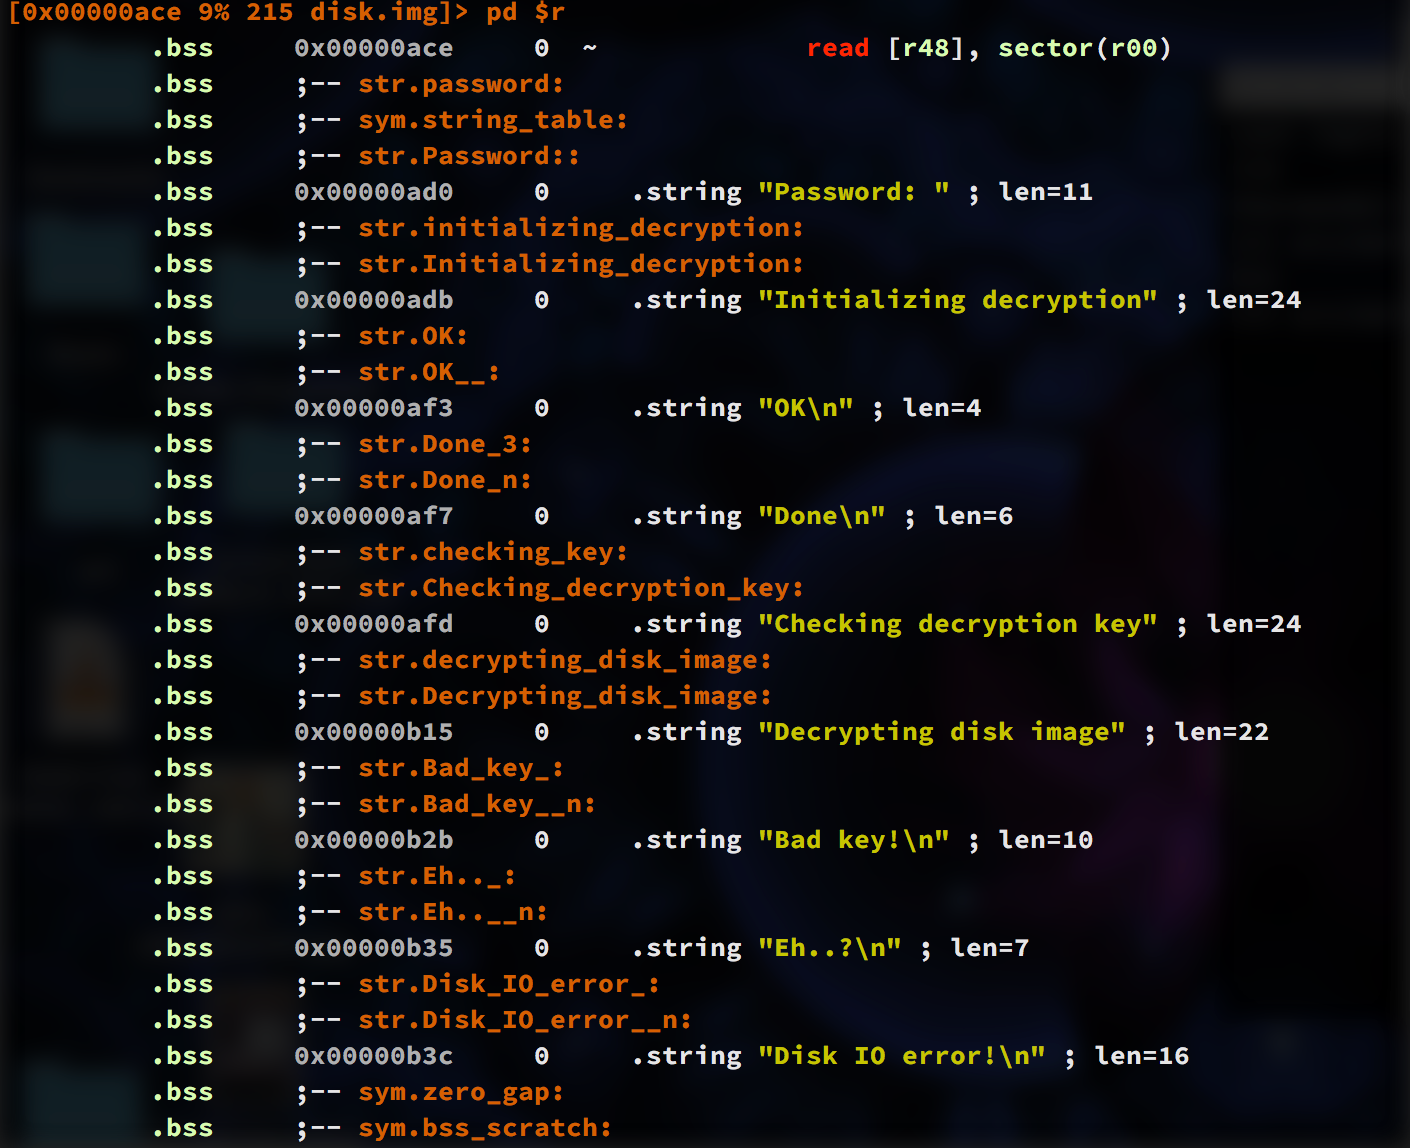 [0x00000ace 9% 215 disk.img]> pd $r
.bss 0x00000ace 0 ~ read [r48], sector(r00)
.bss ;-- str.password:
.bss ;-- sym.string_table:
.bss ;-- str.Password::
.bss 0x00000ad0 0 .string "Password: " ; len=11
.bss ;-- str.initializing_decryption:
.bss ;-- str.Initializing_decryption:
.bss 0x00000adb 0 .string "Initializing decryption" ; len=24
.bss ;-- str.OK:
.bss ;-- str.OK__:
.bss 0x00000af3 0 .string "OK\n" ; len=4
.bss ;-- str.Done_3:
.bss ;-- str.Done_n:
.bss 0x00000af7 0 .string "Done\n" ; len=6
.bss ;-- str.checking_key:
.bss ;-- str.Checking_decryption_key:
.bss 0x00000afd 0 .string "Checking decryption key" ; len=24
.bss ;-- str.decrypting_disk_image:
.bss ;-- str.Decrypting_disk_image:
.bss 0x00000b15 0 .string "Decrypting disk image" ; len=22
.bss ;-- str.Bad_key_:
.bss ;-- str.Bad_key__n:
.bss 0x00000b2b 0 .string "Bad key!\n" ; len=10
.bss ;-- str.Eh.._:
.bss ;-- str.Eh..__n:
.bss 0x00000b35 0 .string "Eh..?\n" ; len=7
.bss ;-- str.Disk_IO_error_:
.bss ;-- str.Disk_IO_error__n:
.bss 0x00000b3c 0 .string "Disk IO error!\n" ; len=16
.bss ;-- sym.zero_gap:
.bss ;-- sym.bss_scratch: